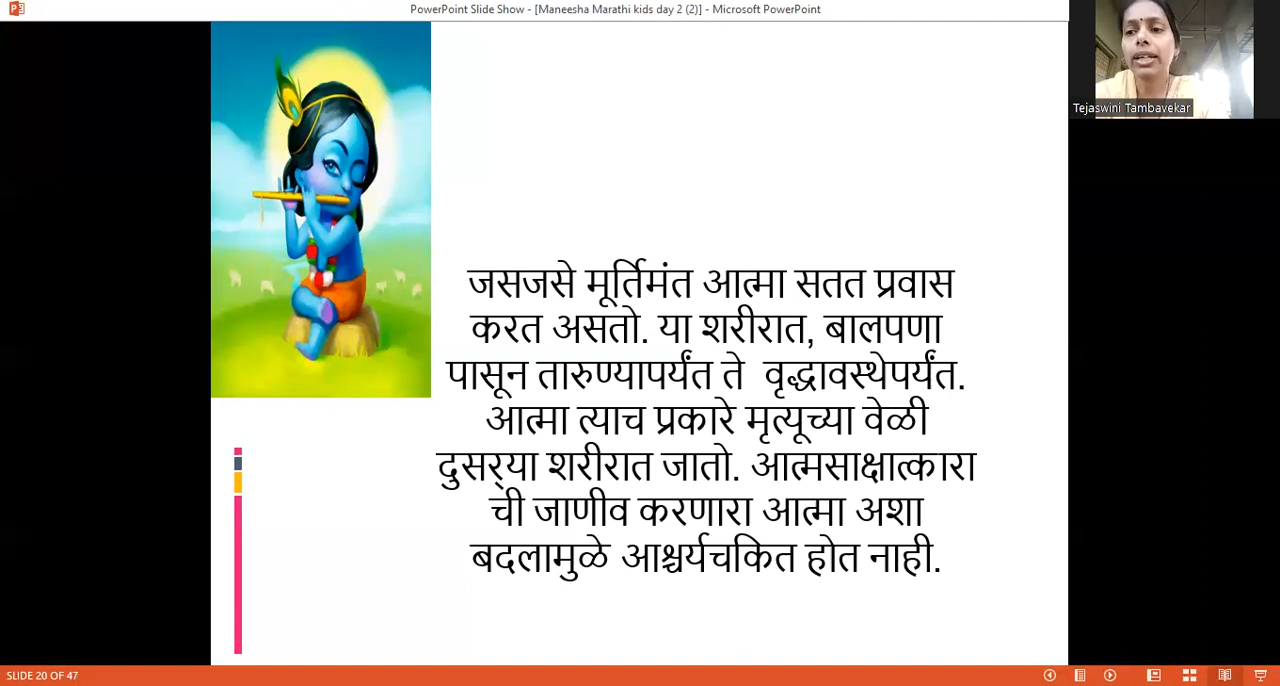 PowerPoint Slide Show - [Maneesha Marathi kids day 2 (2)] - Microsoft PowerPoint
Tejaswini Tambavekar
जसजसे मूर्तिमंत आत्मा सतत प्रवास
करत असतो. या शरीरात, बालपणा
पासून तारुण्यापर्यंत ते वृद्धावस्थेपर्यंत.
आत्मा त्याच प्रकारे मृत्यूच्या वेळी
दुसर्‍या शरीरात जातो. आत्मसाक्षात्कारा
ची जाणीव करणारा आत्मा अशा
बदलामुळे आश्चर्यचकित होत नाही.
SLIDE 20 OF 47